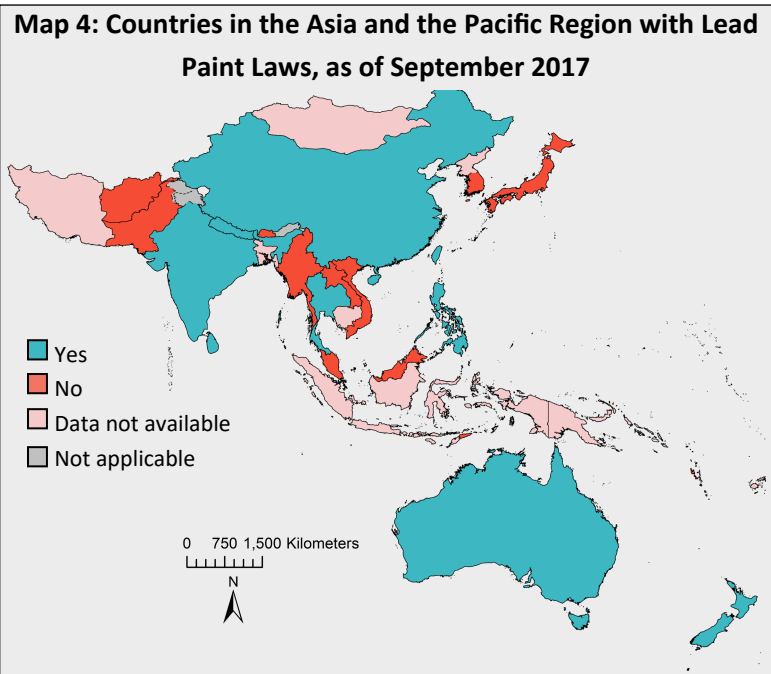 Map 4: Countries in the Asia and the Pacific Region with Lead
Paint Laws, as of September 2017
Yes
No
Data not available
Not applicable
0 750 1,500 Kilometers
N